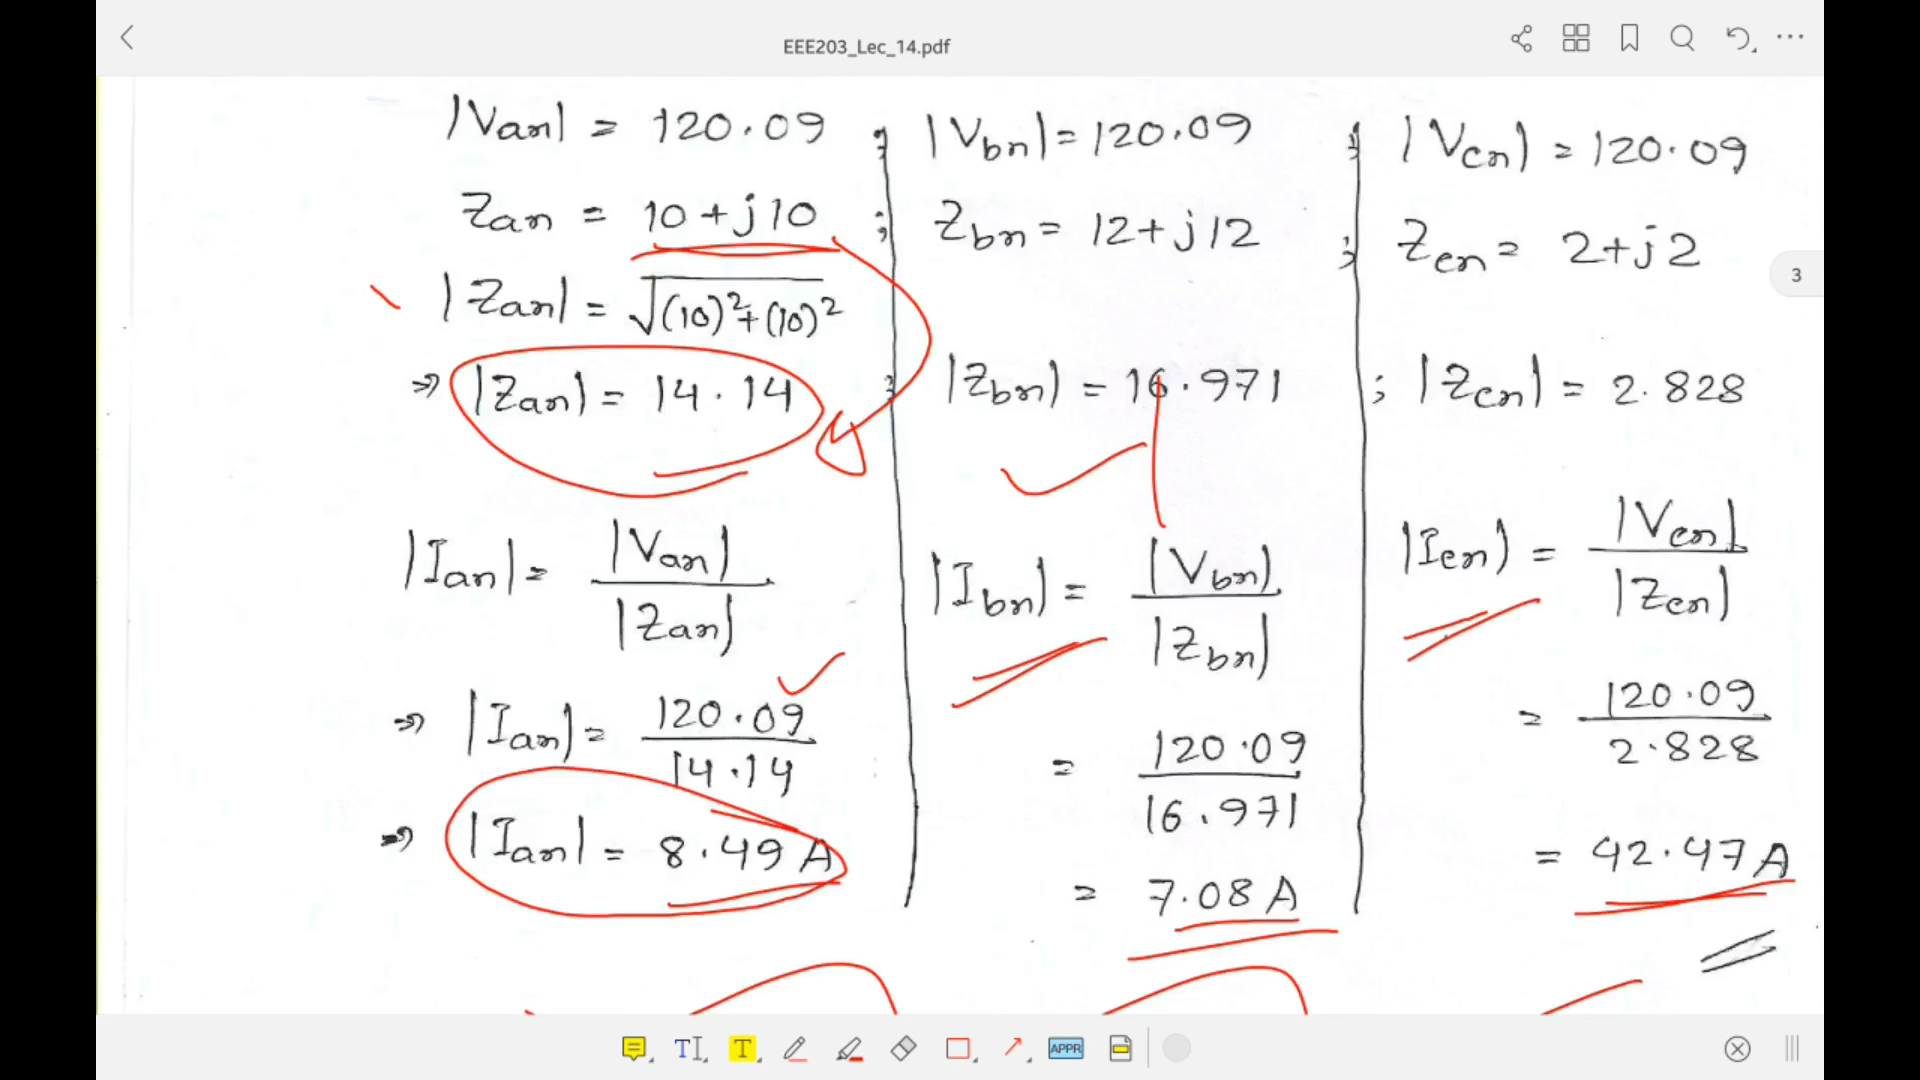 EEE203_Lec_14.pdf
3
|Van| = 120.09 ;
Zan = 10 + j10 ;
|Zan| = √(10)²+(10)²
⇒ |Zan| = 14.14 ;
|Ian| = |Van| / |Zan|
⇒ |Ian| = 120.09 / 14.14
⇒ |Ian| = 8.49 A
|Vbn| = 120.09 ;
Zbn = 12+j12 ;
|Zbn| = 16.971 ;
|Ibn| = |Vbn| / |Zbn|
= 120.09 / 16.971
= 7.08 A
|Vcn| = 120.09
Zcn = 2+j2
|Zcn| = 2.828
|Icn| = |Vcn| / |Zcn|
= 120.09 / 2.828
= 42.47 A
T T APPR